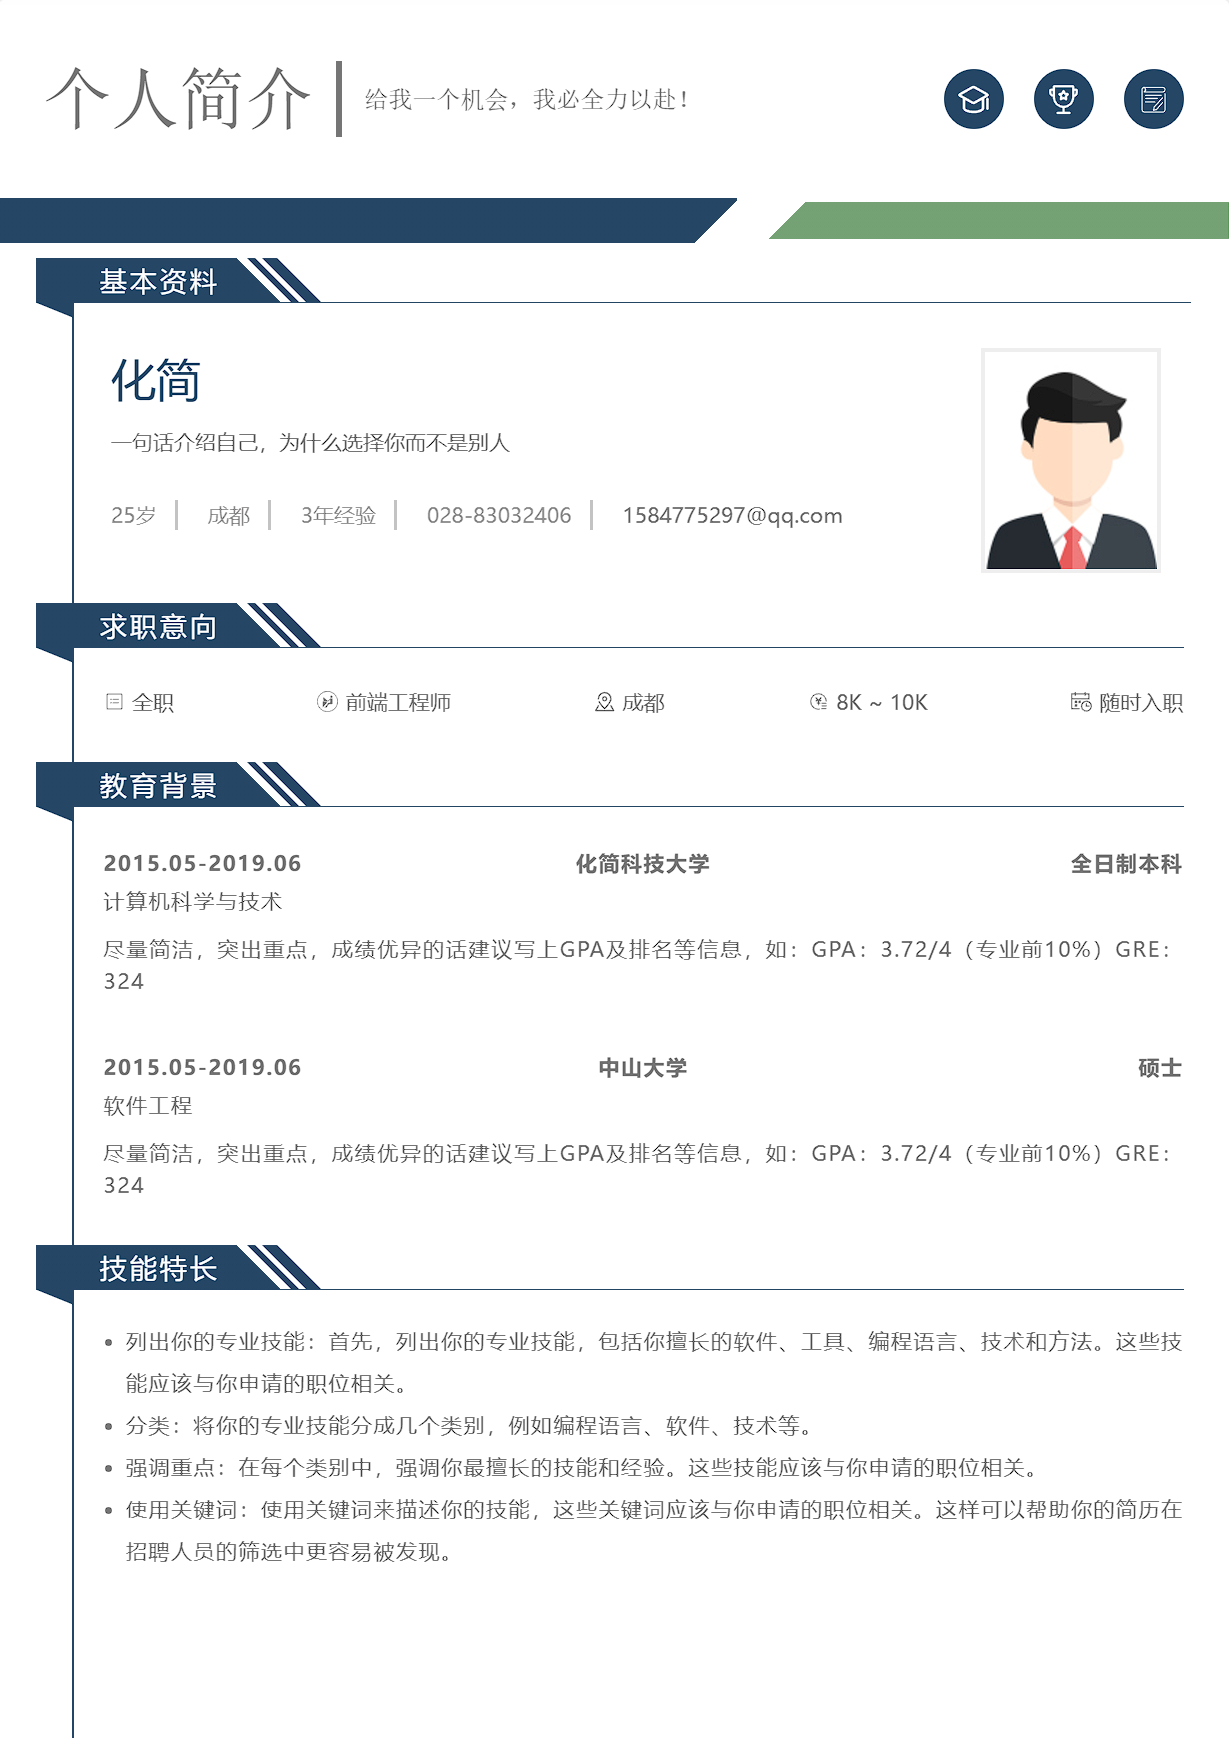 个人简介
给我一个机会，我必全力以赴！
基本资料
化简
一句话介绍自己，为什么选择你而不是别人
25岁 成都 3年经验 028-83032406 1584775297@qq.com
求职意向
全职 前端工程师 成都 8K ~ 10K 随时入职
教育背景
2015.05-2019.06 化简科技大学 全日制本科
计算机科学与技术
尽量简洁，突出重点，成绩优异的话建议写上GPA及排名等信息，如：GPA：3.72/4（专业前10%）GRE：
324
2015.05-2019.06 中山大学 硕士
软件工程
尽量简洁，突出重点，成绩优异的话建议写上GPA及排名等信息，如：GPA：3.72/4（专业前10%）GRE：
324
技能特长
• 列出你的专业技能：首先，列出你的专业技能，包括你擅长的软件、工具、编程语言、技术和方法。这些技
能应该与你申请的职位相关。
• 分类：将你的专业技能分成几个类别，例如编程语言、软件、技术等。
• 强调重点：在每个类别中，强调你最擅长的技能和经验。这些技能应该与你申请的职位相关。
• 使用关键词：使用关键词来描述你的技能，这些关键词应该与你申请的职位相关。这样可以帮助你的简历在
招聘人员的筛选中更容易被发现。